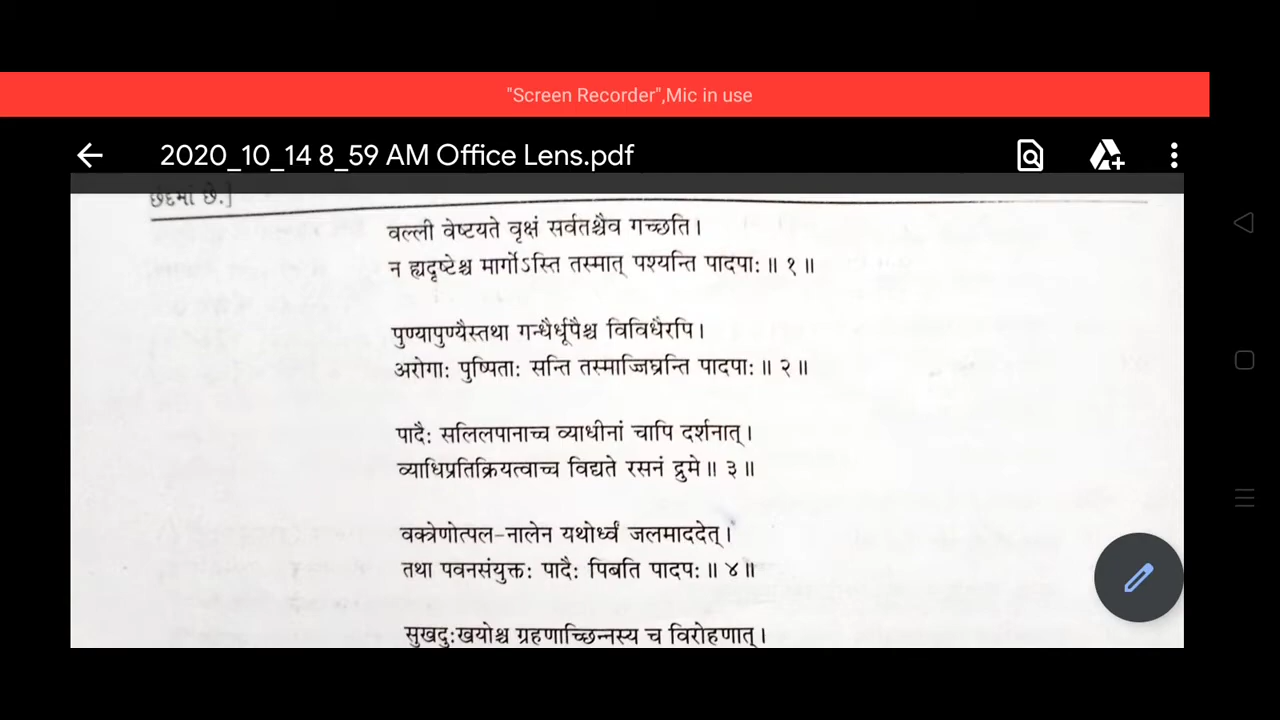 "Screen Recorder",Mic in use
2020_10_14 8_59 AM Office Lens.pdf
છંદમાં છે.]
वल्ली वेष्टयते वृक्षं सर्वतश्चैव गच्छति।
न ह्यदृष्टेश्च मार्गोऽस्ति तस्मात् पश्यन्ति पादपाः॥ १॥
पुण्यापुण्यैस्तथा गन्धैर्धूपैश्च विविधैरपि।
अरोगाः पुष्पिताः सन्ति तस्माज्जिघ्रन्ति पादपाः॥ २॥
पादैः सलिलपानाच्च व्याधीनां चापि दर्शनात्।
व्याधिप्रतिक्रियत्वाच्च विद्यते रसनं द्रुमे॥ ३॥
वक्त्रेणोत्पल-नालेन यथोर्ध्वं जलमाददेत्।
तथा पवनसंयुक्तः पादैः पिबति पादपः॥ ४॥
सुखदुःखयोश्च ग्रहणाच्छिन्नस्य च विरोहणात्।